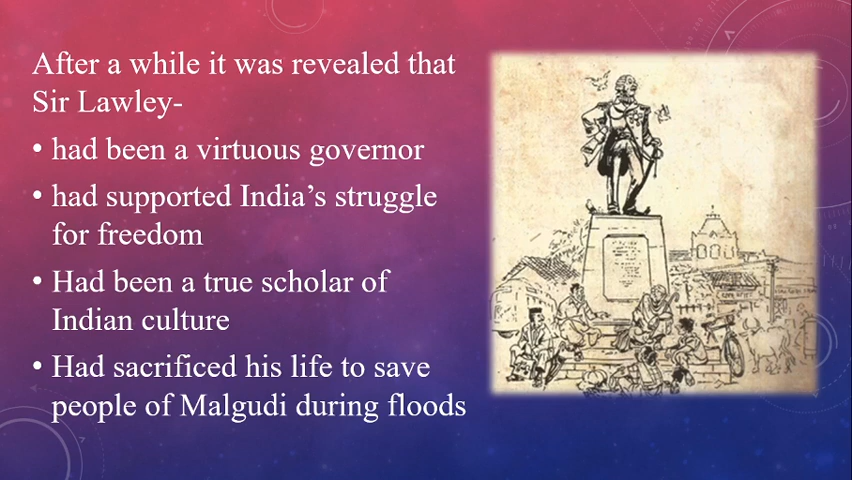 After a while it was revealed that
Sir Lawley-
• had been a virtuous governor
• had supported India’s struggle
for freedom
• Had been a true scholar of
Indian culture
• Had sacrificed his life to save
people of Malgudi during floods